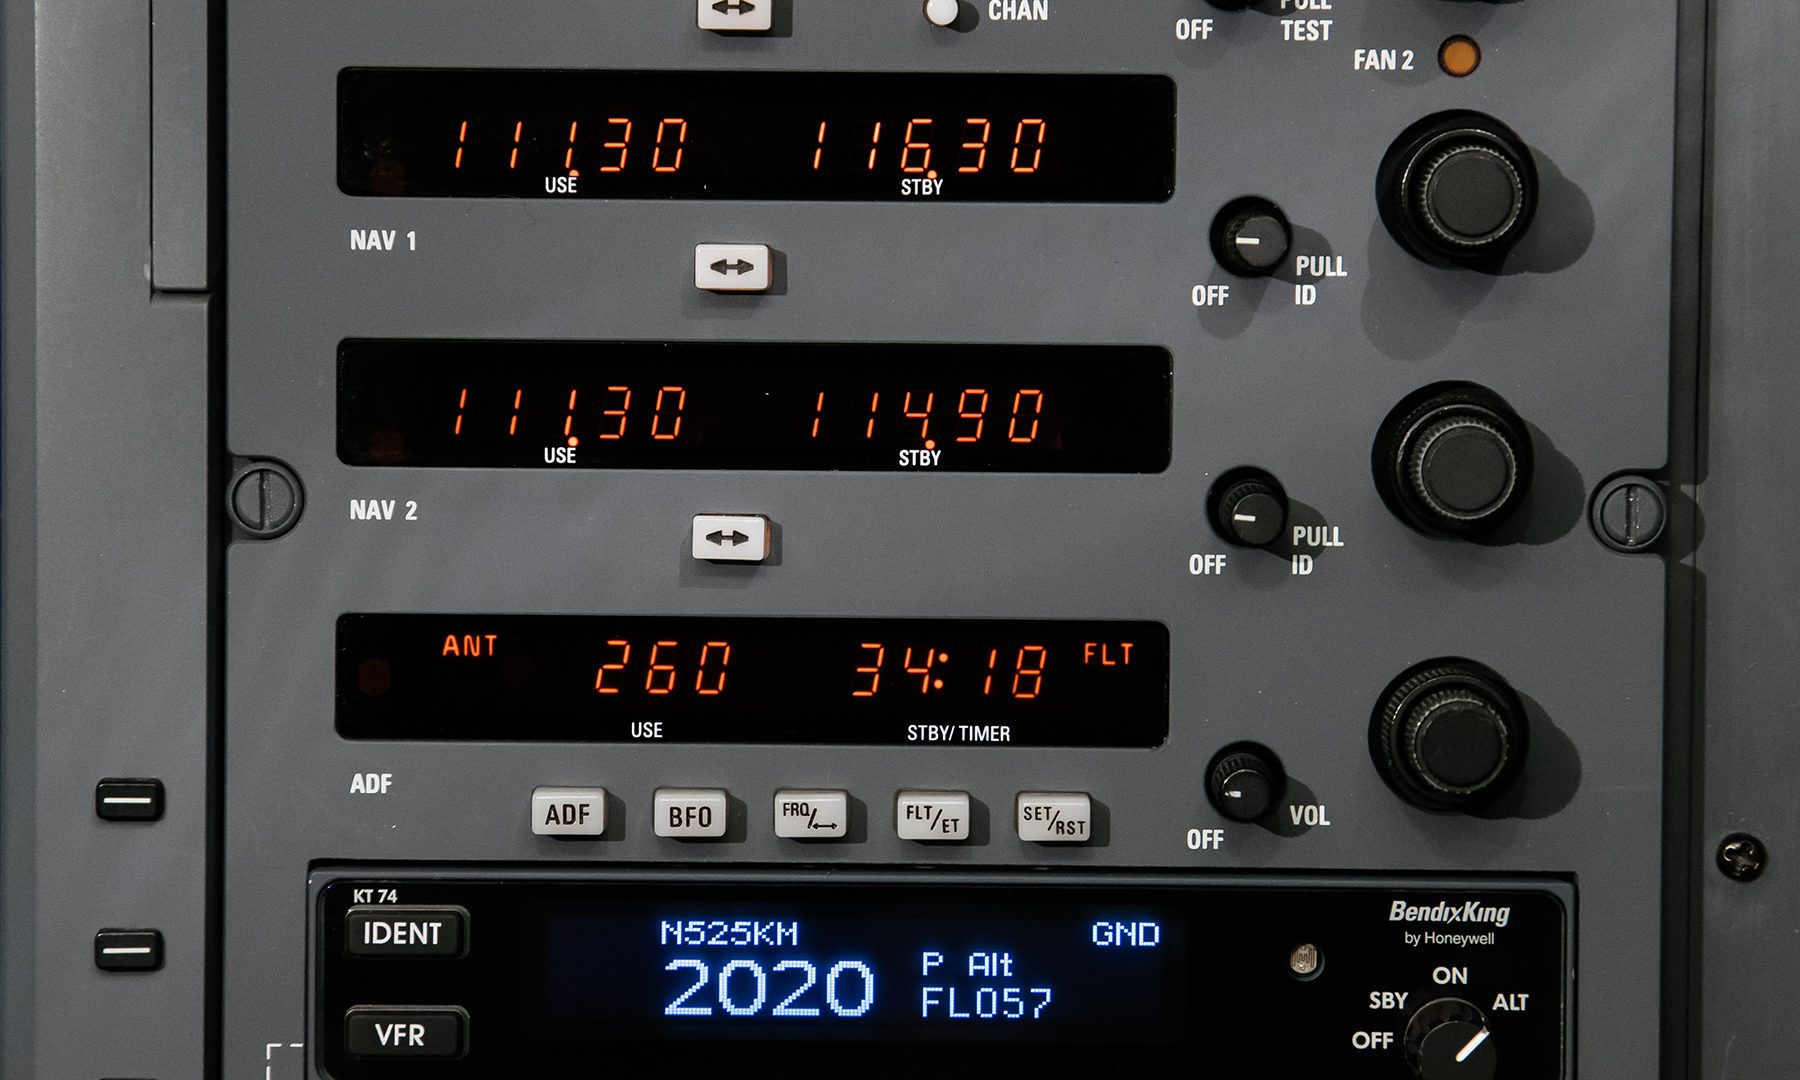 CHAN
OFF
PULL
TEST
FAN 2
111.30 116.30
USE STBY
NAV 1
OFF
PULL
ID
111.30 114.90
USE STBY
NAV 2
OFF
PULL
ID
ANT 260 34:18 FLT
USE STBY/TIMER
ADF
ADF BFO FRQ/↔ FLT/ET SET/RST
OFF VOL
KT 74
IDENT
VFR
N525KM GND
2020
P Alt
FL057
BendixKing
by Honeywell
ON
SBY ALT
OFF